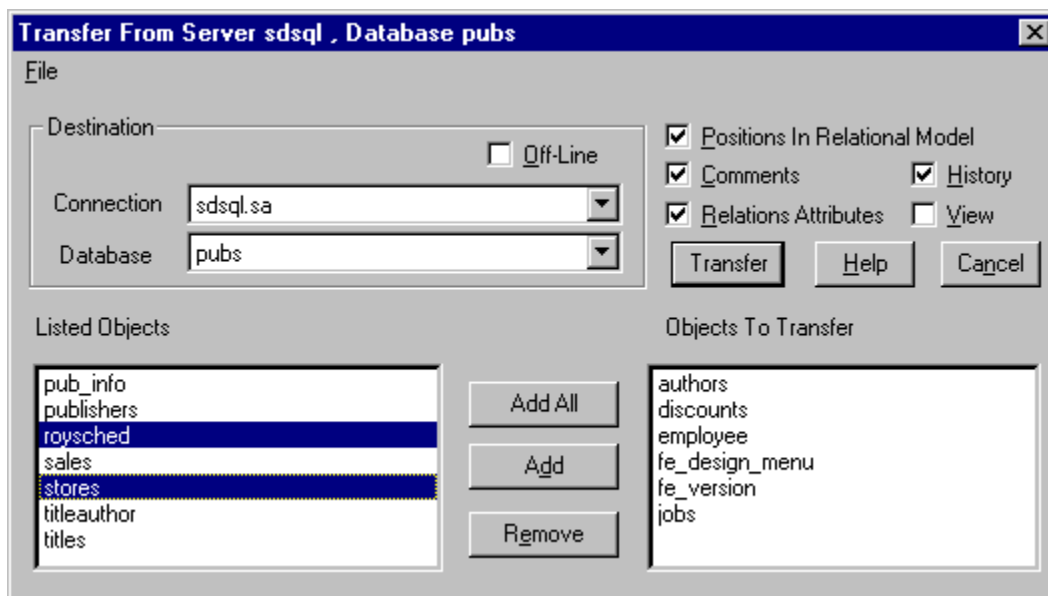 Transfer From Server sdsql , Database pubs
File
Destination
Off-Line
Connection
sdsql.sa
Database
pubs
Positions In Relational Model
Comments
History
Relations Attributes
View
Transfer
Help
Cancel
Listed Objects
pub_info
publishers
roysched
sales
stores
titleauthor
titles
Add All
Add
Remove
Objects To Transfer
authors
discounts
employee
fe_design_menu
fe_version
jobs